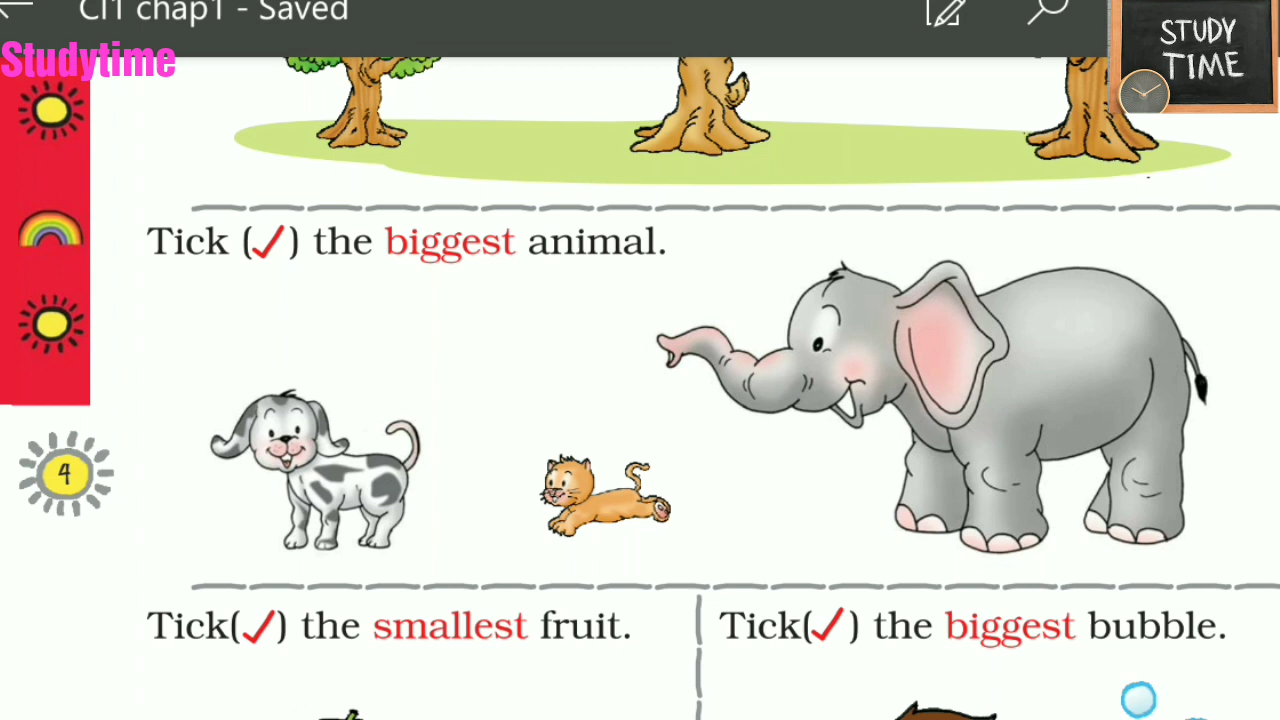 Cl1 chap1 - Saved
STUDY
TIME
Studytime
Tick (✓) the biggest animal.
4
Tick(✓) the smallest fruit.
Tick(✓) the biggest bubble.